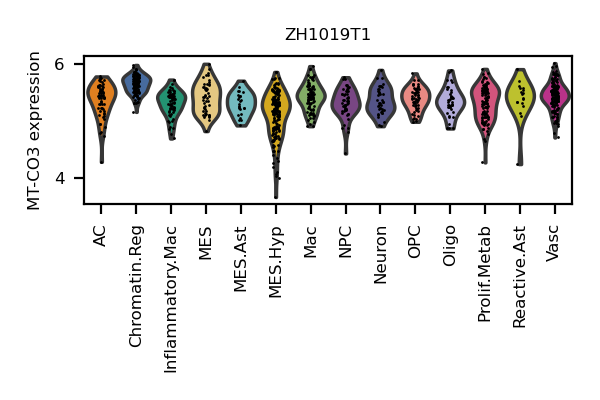 ZH1019T1
MT-CO3 expression
6
4
AC
Chromatin.Reg
Inflammatory.Mac
MES
MES.Ast
MES.Hyp
Mac
NPC
Neuron
OPC
Oligo
Prolif.Metab
Reactive.Ast
Vasc